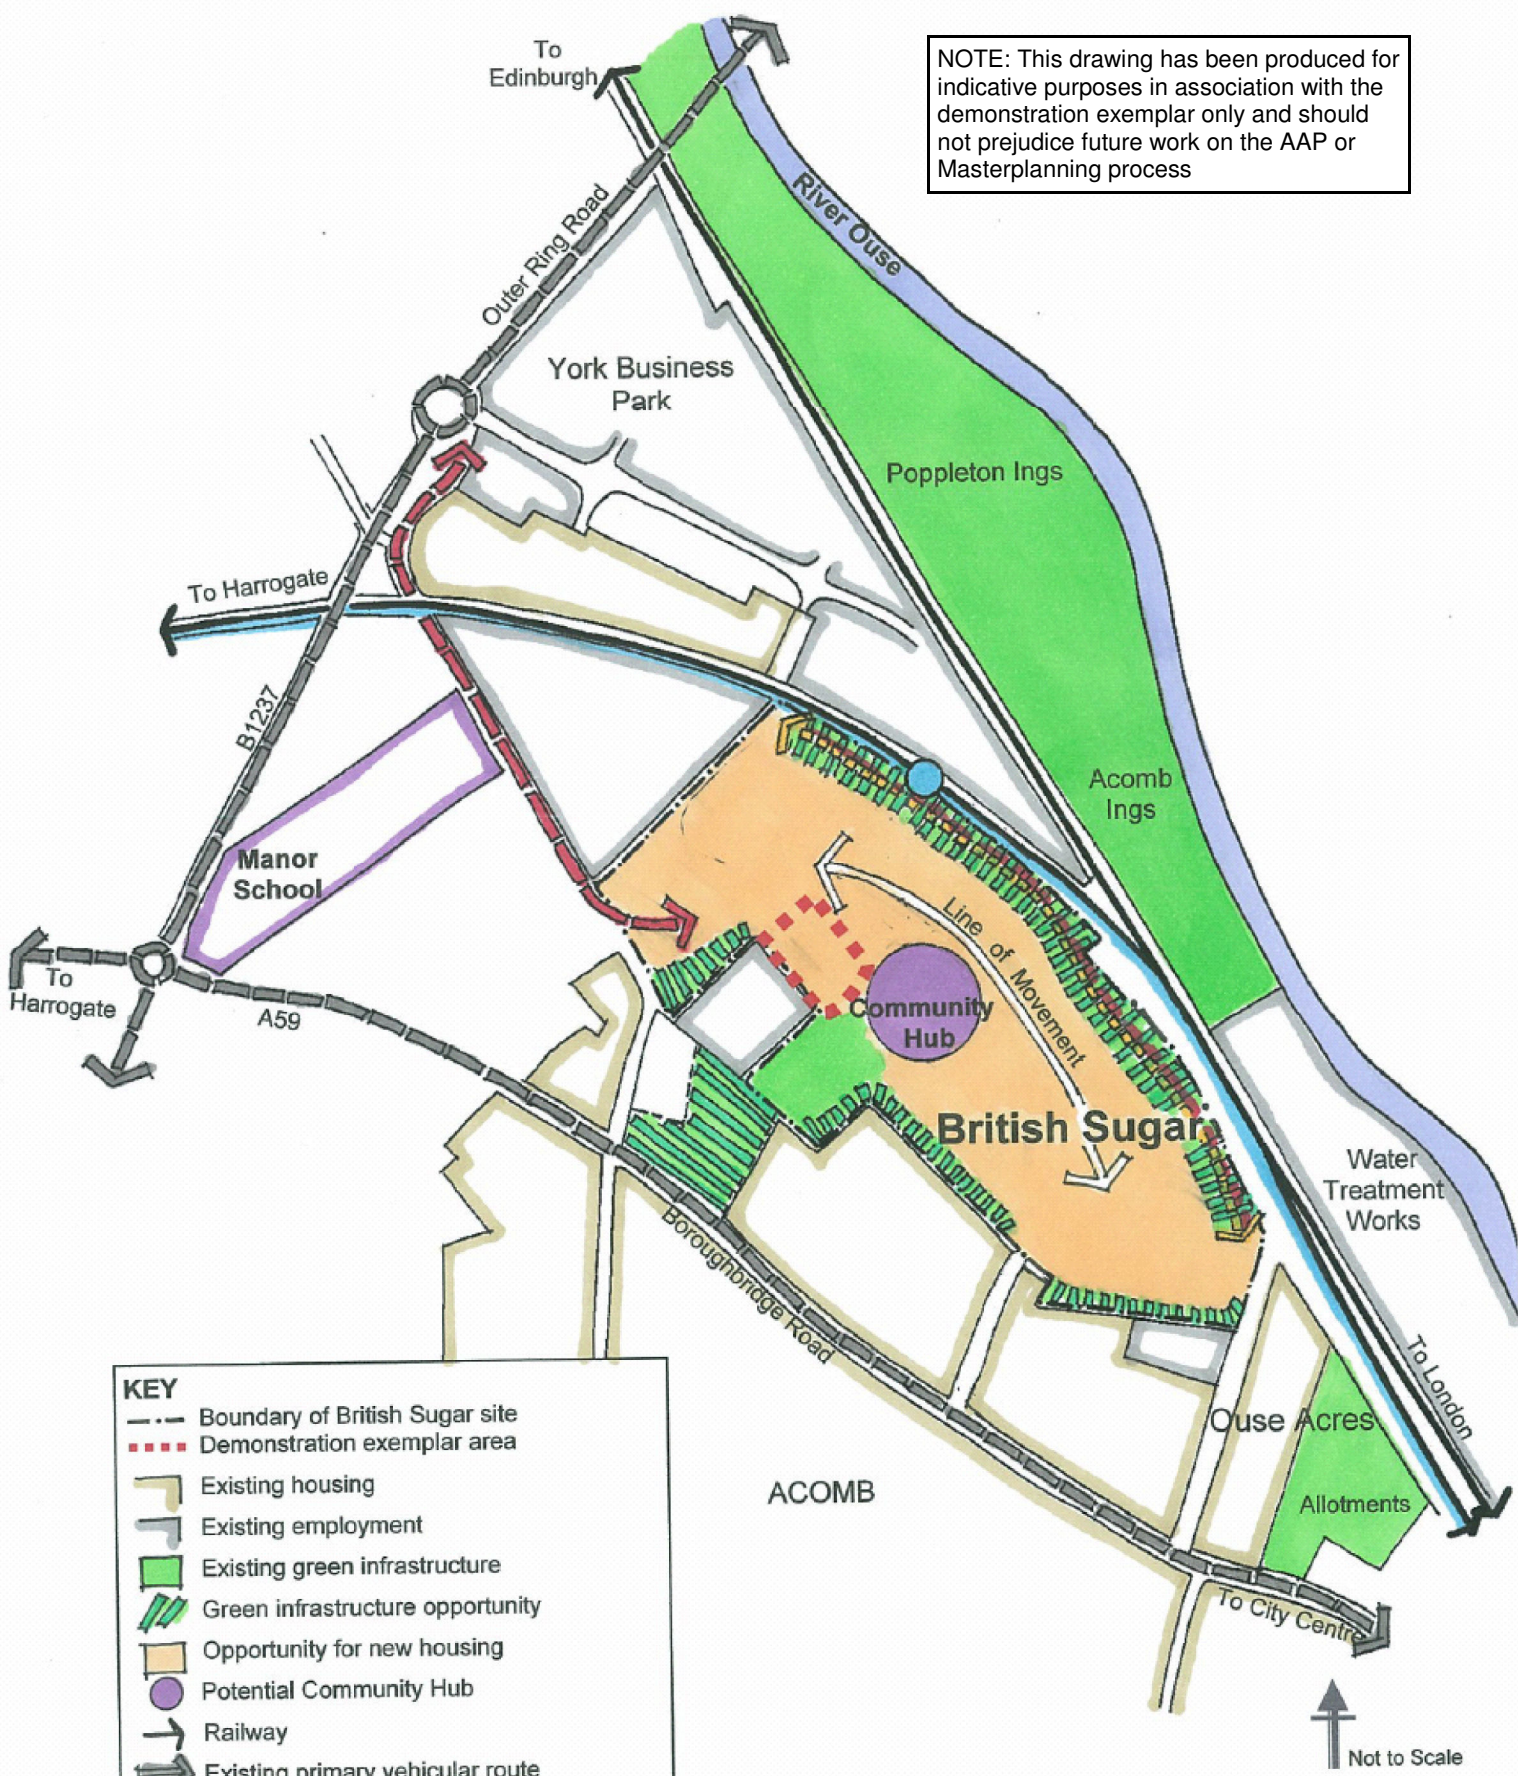 To
Edinburgh
NOTE: This drawing has been produced for
indicative purposes in association with the
demonstration exemplar only and should
not prejudice future work on the AAP or
Masterplanning process
River Ouse
Outer Ring Road
York Business
Park
Poppleton Ings
To Harrogate
B1237
Acomb
Ings
Manor
School
Line of Movement
To
Harrogate
A59
Community
Hub
British Sugar
Water
Treatment
Works
Boroughbridge Road
To London
Ouse Acres
ACOMB
Allotments
To City Centre
KEY
Boundary of British Sugar site
Demonstration exemplar area
Existing housing
Existing employment
Existing green infrastructure
Green infrastructure opportunity
Opportunity for new housing
Potential Community Hub
Railway
Existing primary vehicular route
Not to Scale